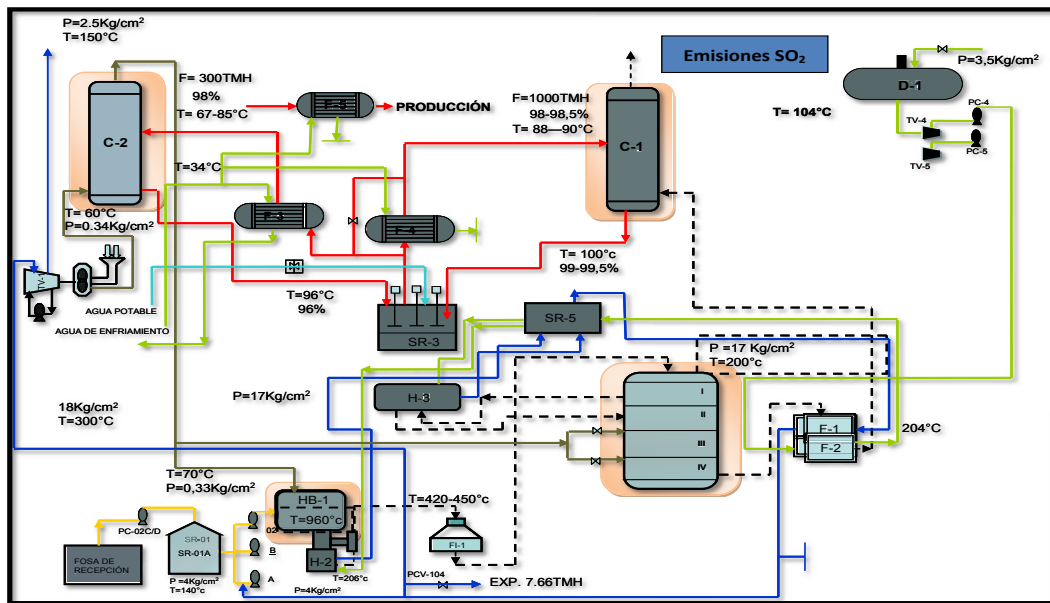 P=2.5Kg/cm²
T=150°C
Emisiones SO₂
P=3,5Kg/cm²
D-1
F= 300TMH
98%
T= 67-85°C
PRODUCCIÓN
F=1000TMH
98-98,5%
T= 88—90°C
T= 104°C
PC-4
TV-4
PC-5
TV-5
C-2
C-1
T=34°C
F-3
F-4
T= 60°C
P=0.34Kg/cm²
TV-1
T= 100°c
99-99,5%
AGUA POTABLE
AGUA DE ENFRIAMIENTO
T=96°C
96%
SR-3
SR-5
P =17 Kg/cm²
T=200°c
P=17Kg/cm²
H-3
I
II
III
IV
F-1
F-2
204°C
18Kg/cm²
T=300°C
T=70°C
P=0,33Kg/cm²
HB-1
T=960°c
T=420-450°c
FI-1
H-2
PC-02C/D
SR-01
SR-01A
FOSA DE
RECEPCIÓN
02
B
A
P =4Kg/cm²
T=140°c
T=206°c
P=4Kg/cm²
PCV-104
EXP. 7.66TMH